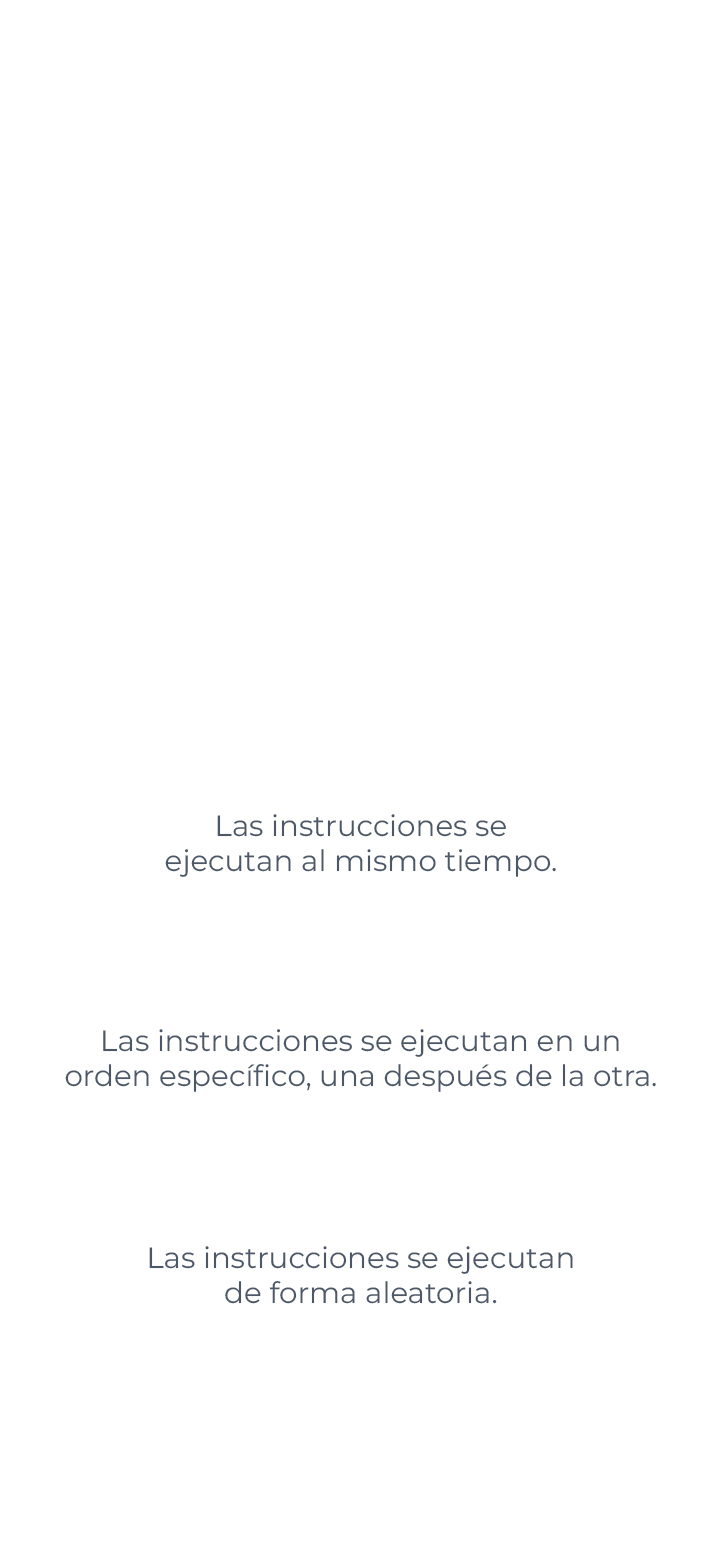 Las instrucciones se
ejecutan al mismo tiempo.
Las instrucciones se ejecutan en un
orden específico, una después de la otra.
Las instrucciones se ejecutan
de forma aleatoria.